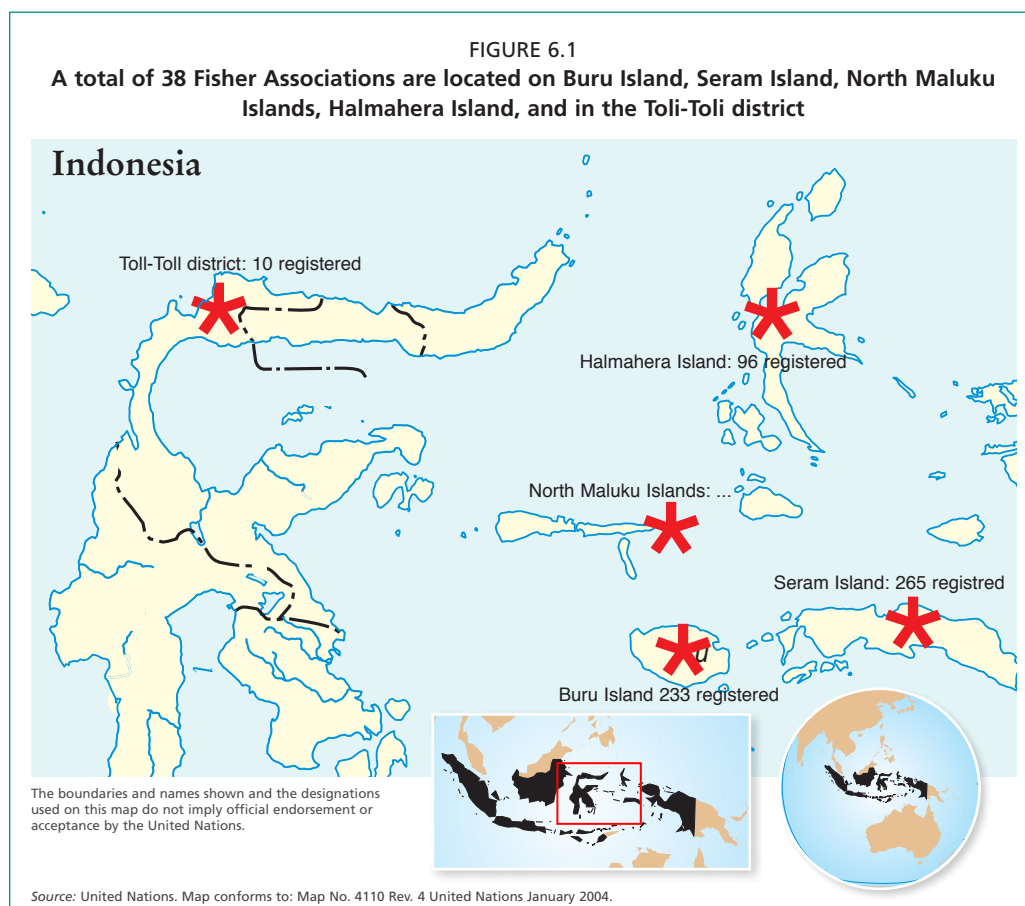 FIGURE 6.1
A total of 38 Fisher Associations are located on Buru Island, Seram Island, North Maluku
Islands, Halmahera Island, and in the Toli-Toli district
Indonesia
Toll-Toll district: 10 registered
Halmahera Island: 96 registered
North Maluku Islands: ...
Seram Island: 265 registred
u
Buru Island 233 registered
The boundaries and names shown and the designations
used on this map do not imply official endorsement or
acceptance by the United Nations.
Source: United Nations. Map conforms to: Map No. 4110 Rev. 4 United Nations January 2004.